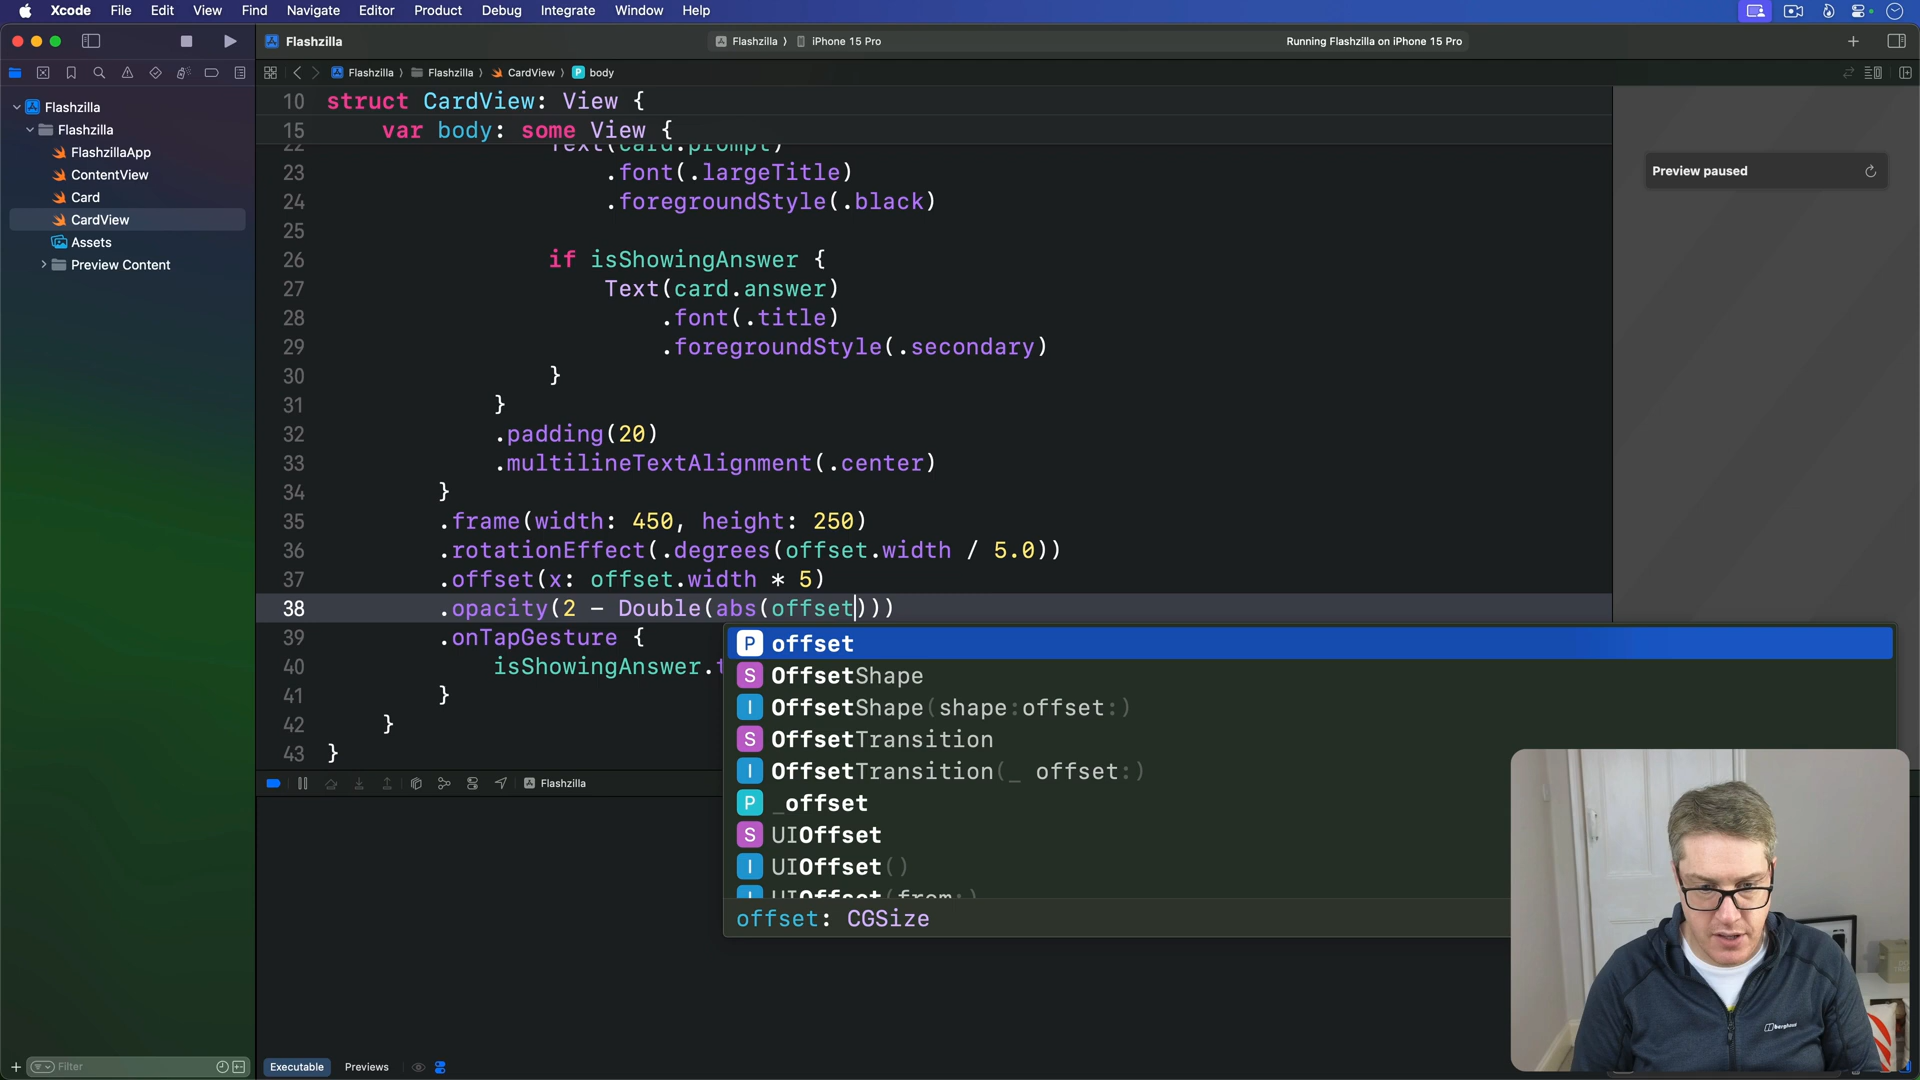 Xcode File Edit View Find Navigate Editor Product Debug Integrate Window Help
Flashzilla
Flashzilla 〉 iPhone 15 Pro
Running Flashzilla on iPhone 15 Pro
Flashzilla 〉 Flashzilla 〉 CardView 〉 P body
Flashzilla
Flashzilla
FlashzillaApp
ContentView
Card
CardView
Assets
Preview Content
10 struct CardView: View {
15 var body: some View {
22 Text(card.prompt)
23 .font(.largeTitle)
24 .foregroundStyle(.black)
25
26 if isShowingAnswer {
27 Text(card.answer)
28 .font(.title)
29 .foregroundStyle(.secondary)
30 }
31 }
32 .padding(20)
33 .multilineTextAlignment(.center)
34 }
35 .frame(width: 450, height: 250)
36 .rotationEffect(.degrees(offset.width / 5.0))
37 .offset(x: offset.width * 5)
38 .opacity(2 - Double(abs(offset)))
39 .onTapGesture {
40 isShowingAnswer.t
41 }
42 }
43 }
P offset
S OffsetShape
I OffsetShape(shape:offset:)
S OffsetTransition
I OffsetTransition(_ offset:)
P _offset
S UIOffset
I UIOffset()
I UIOffset(from:)
offset: CGSize
Preview paused
Flashzilla
Filter
Executable Previews
berghaus